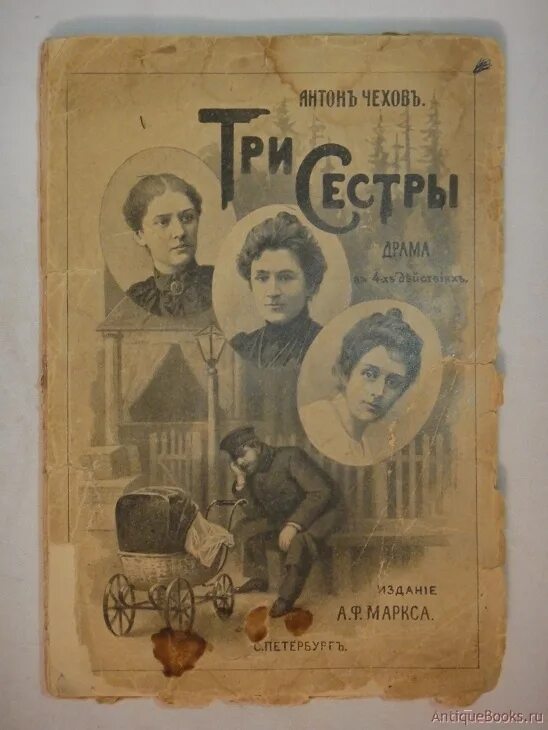 АНТОНЪ ЧЕХОВЪ.
ТРИ
СЕСТРЫ
ДРАМА
въ 4-хъ дѣйствіяхъ.
ИЗДАНІЕ
А.Ф. МАРКСА.
С.ПЕТЕРБУРГЪ.
AntiqueBooks.ru